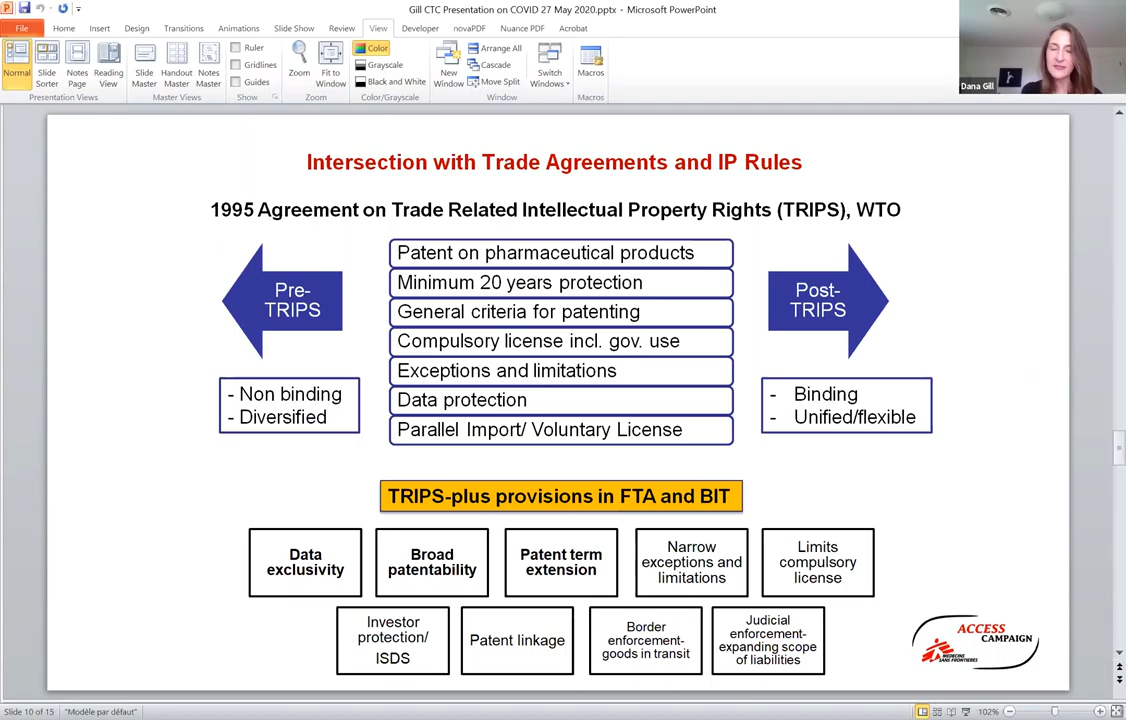 Gill CTC Presentation on COVID 27 May 2020.pptx - Microsoft PowerPoint
File Home Insert Design Transitions Animations Slide Show Review View Developer novaPDF Nuance PDF Acrobat
Normal
Slide Sorter
Notes Page
Reading View
Presentation Views
Slide Master
Handout Master
Notes Master
Master Views
Ruler
Gridlines
Guides
Show
Zoom
Fit to Window
Zoom
Color
Grayscale
Black and White
Color/Grayscale
New Window
Arrange All
Cascade
Move Split
Window
Switch Windows
Macros
Macros
Dana Gill
Intersection with Trade Agreements and IP Rules
1995 Agreement on Trade Related Intellectual Property Rights (TRIPS), WTO
Pre-
TRIPS
- Non binding
- Diversified
Patent on pharmaceutical products
Minimum 20 years protection
General criteria for patenting
Compulsory license incl. gov. use
Exceptions and limitations
Data protection
Parallel Import/ Voluntary License
Post-
TRIPS
- Binding
- Unified/flexible
TRIPS-plus provisions in FTA and BIT
Data
exclusivity
Broad
patentability
Patent term
extension
Narrow
exceptions and
limitations
Limits
compulsory
license
Investor
protection/
ISDS
Patent linkage
Border
enforcement-
goods in transit
Judicial
enforcement-
expanding scope
of liabilities
ACCESS
CAMPAIGN
MEDECINS
SANS FRONTIERES
Slide 10 of 15 "Modèle par défaut" 102%